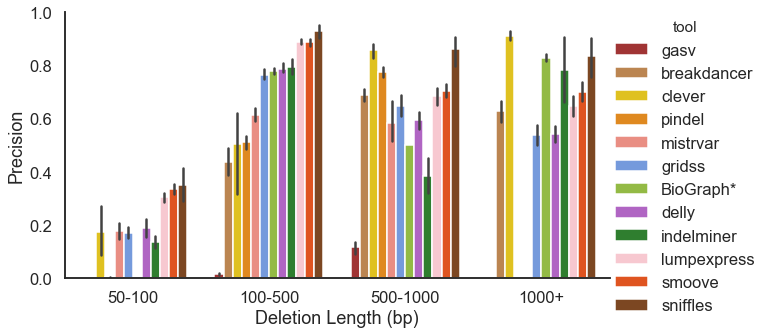 1.0
0.8
0.6
0.4
0.2
0.0
Precision
50-100
100-500
500-1000
1000+
Deletion Length (bp)
tool
gasv
breakdancer
clever
pindel
mistrvar
gridss
BioGraph*
delly
indelminer
lumpexpress
smoove
sniffles